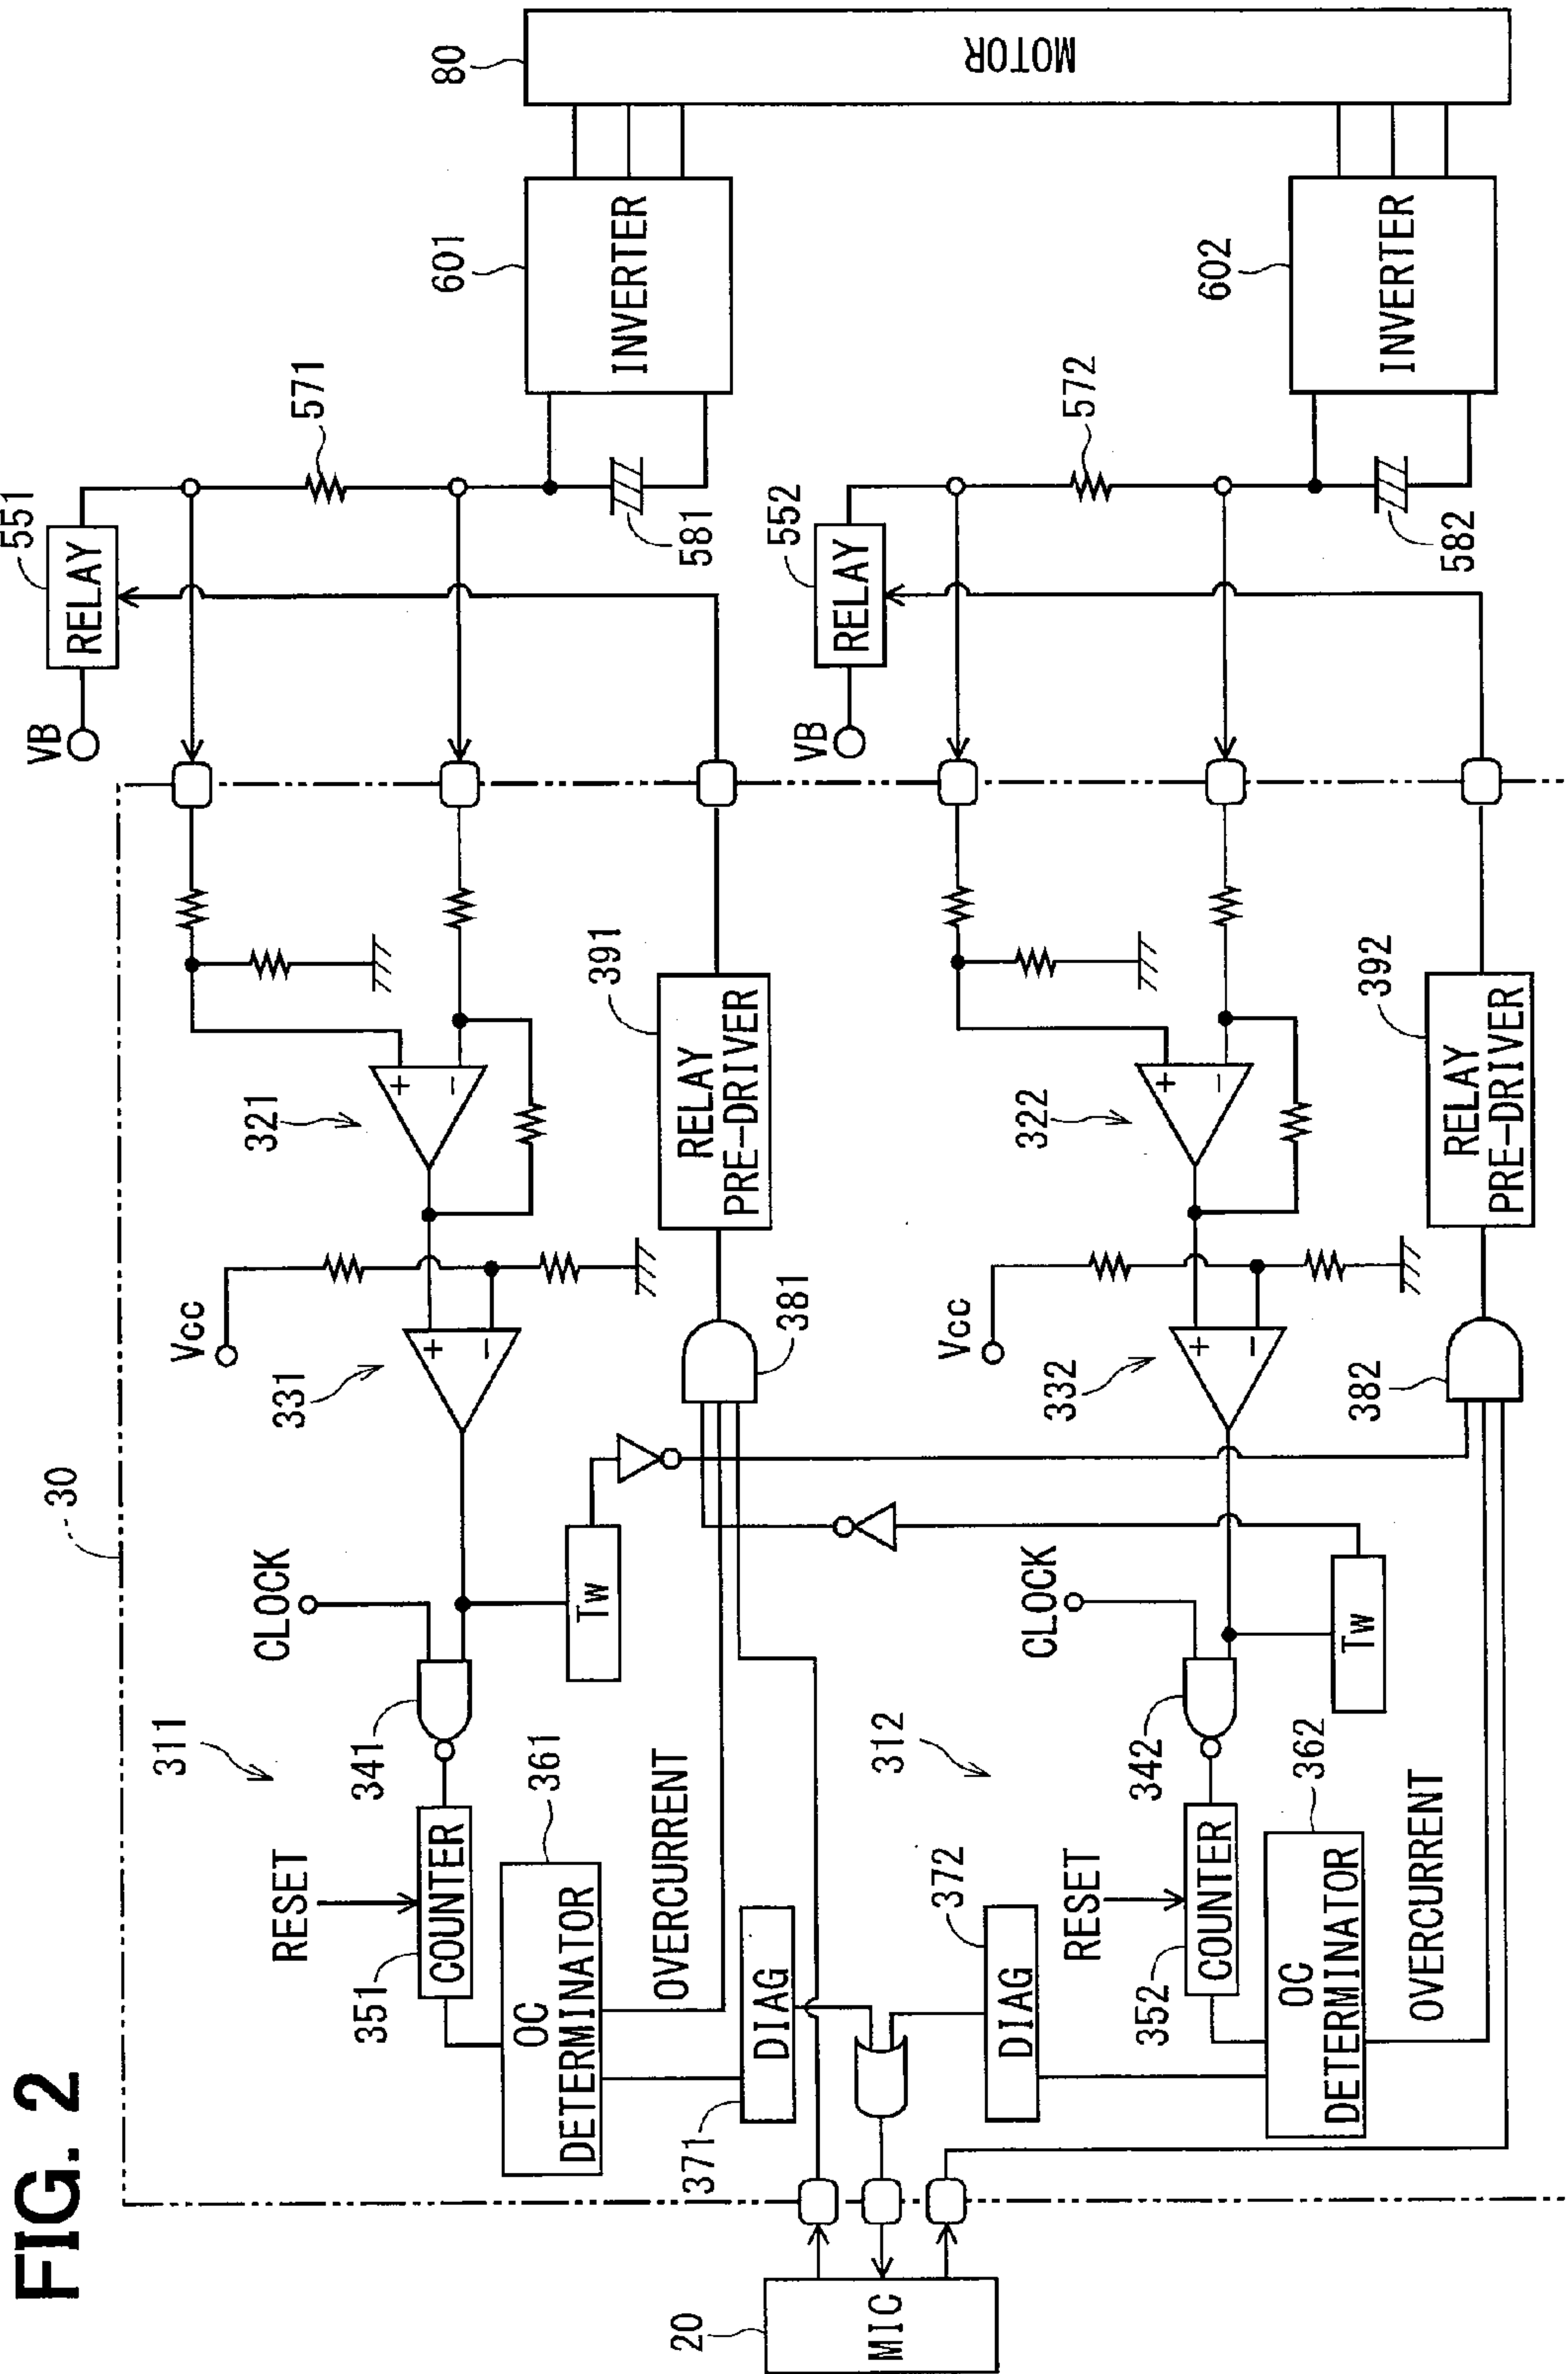 FIG. 2
30
311
RESET
351
COUNTER
341
CLOCK
331
Vcc
321
VB
RELAY
551
571
581
601
INVERTER
80
MOTOR
OC
DETERMINATOR
361
OVERCURRENT
Tw
381
RELAY
PRE-DRIVER
391
371
DIAG
20
MIC
312
372
DIAG
RESET
352
COUNTER
342
CLOCK
332
Vcc
322
VB
RELAY
552
572
582
602
INVERTER
OC
DETERMINATOR
362
OVERCURRENT
Tw
382
RELAY
PRE-DRIVER
392
+
−
+
−
+
−
+
−